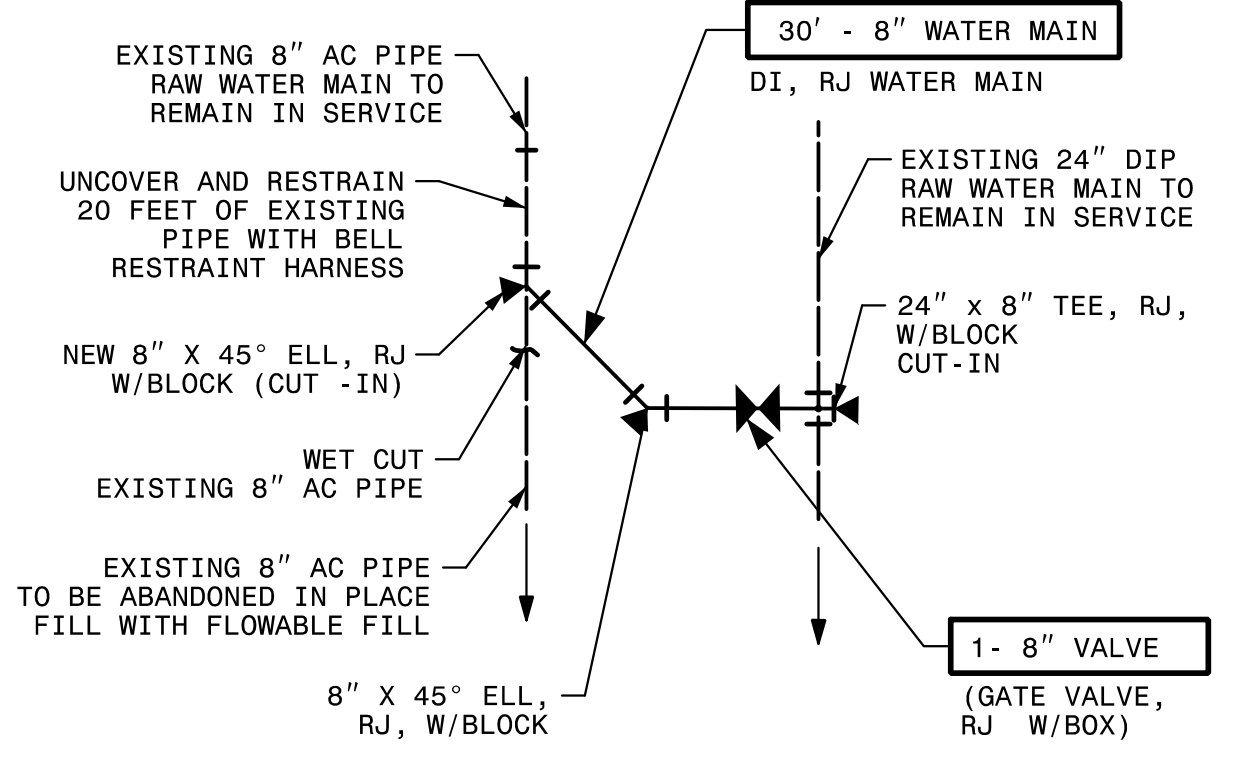 EXISTING 8" AC PIPE
RAW WATER MAIN TO
REMAIN IN SERVICE
30' - 8" WATER MAIN
DI, RJ WATER MAIN
UNCOVER AND RESTRAIN
20 FEET OF EXISTING
PIPE WITH BELL
RESTRAINT HARNESS
EXISTING 24" DIP
RAW WATER MAIN TO
REMAIN IN SERVICE
NEW 8" X 45° ELL, RJ
W/BLOCK (CUT -IN)
24" x 8" TEE, RJ,
W/BLOCK
CUT-IN
WET CUT
EXISTING 8" AC PIPE
EXISTING 8" AC PIPE
TO BE ABANDONED IN PLACE
FILL WITH FLOWABLE FILL
8" X 45° ELL,
RJ, W/BLOCK
1- 8" VALVE
(GATE VALVE,
RJ W/BOX)